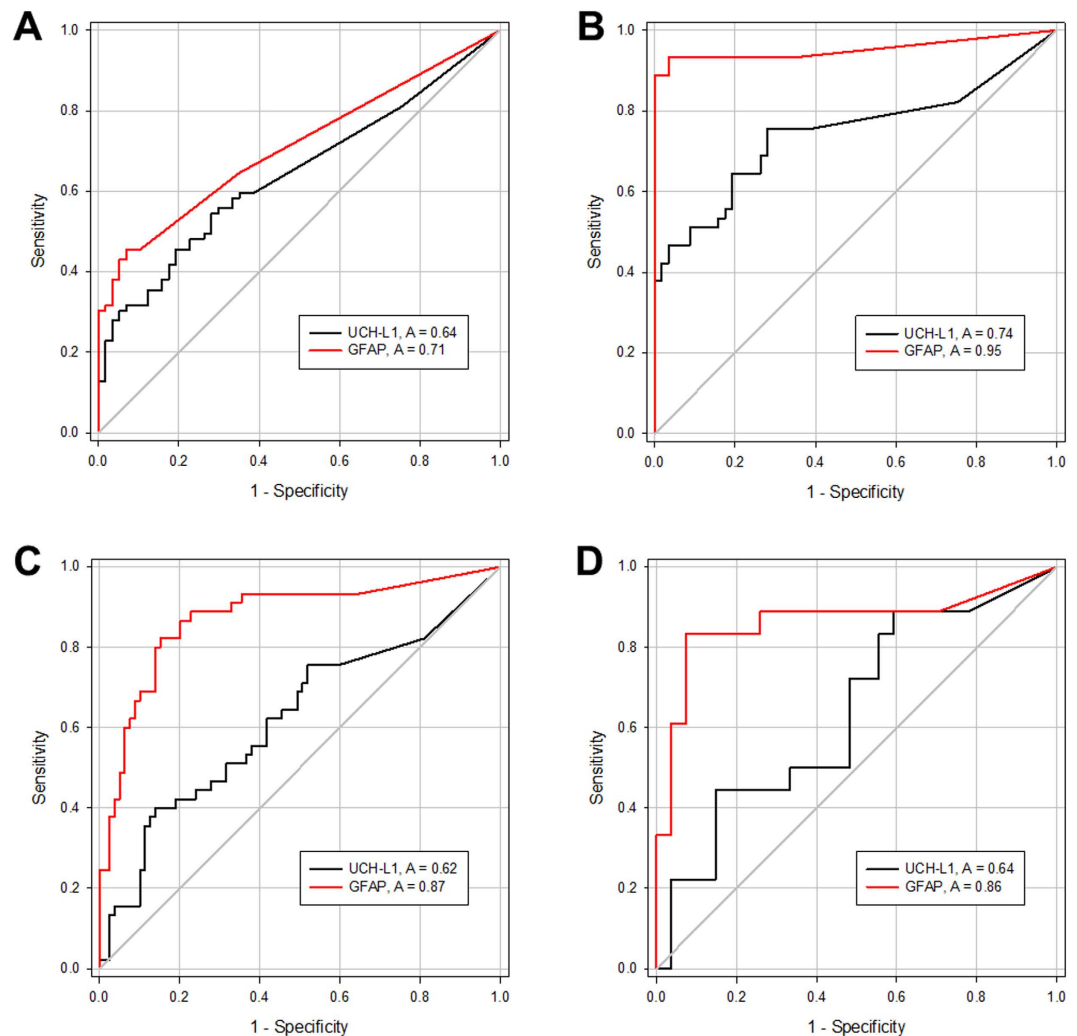 A
1.0
0.8
0.6
0.4
0.2
0.0
Sensitivity
UCH-L1, A = 0.64
GFAP, A = 0.71
0.0 0.2 0.4 0.6 0.8 1.0
1 - Specificity
B
1.0
0.8
0.6
0.4
0.2
0.0
Sensitivity
UCH-L1, A = 0.74
GFAP, A = 0.95
0.0 0.2 0.4 0.6 0.8 1.0
1 - Specificity
C
1.0
0.8
0.6
0.4
0.2
0.0
Sensitivity
UCH-L1, A = 0.62
GFAP, A = 0.87
0.0 0.2 0.4 0.6 0.8 1.0
1 - Specificity
D
1.0
0.8
0.6
0.4
0.2
0.0
Sensitivity
UCH-L1, A = 0.64
GFAP, A = 0.86
0.0 0.2 0.4 0.6 0.8 1.0
1 - Specificity